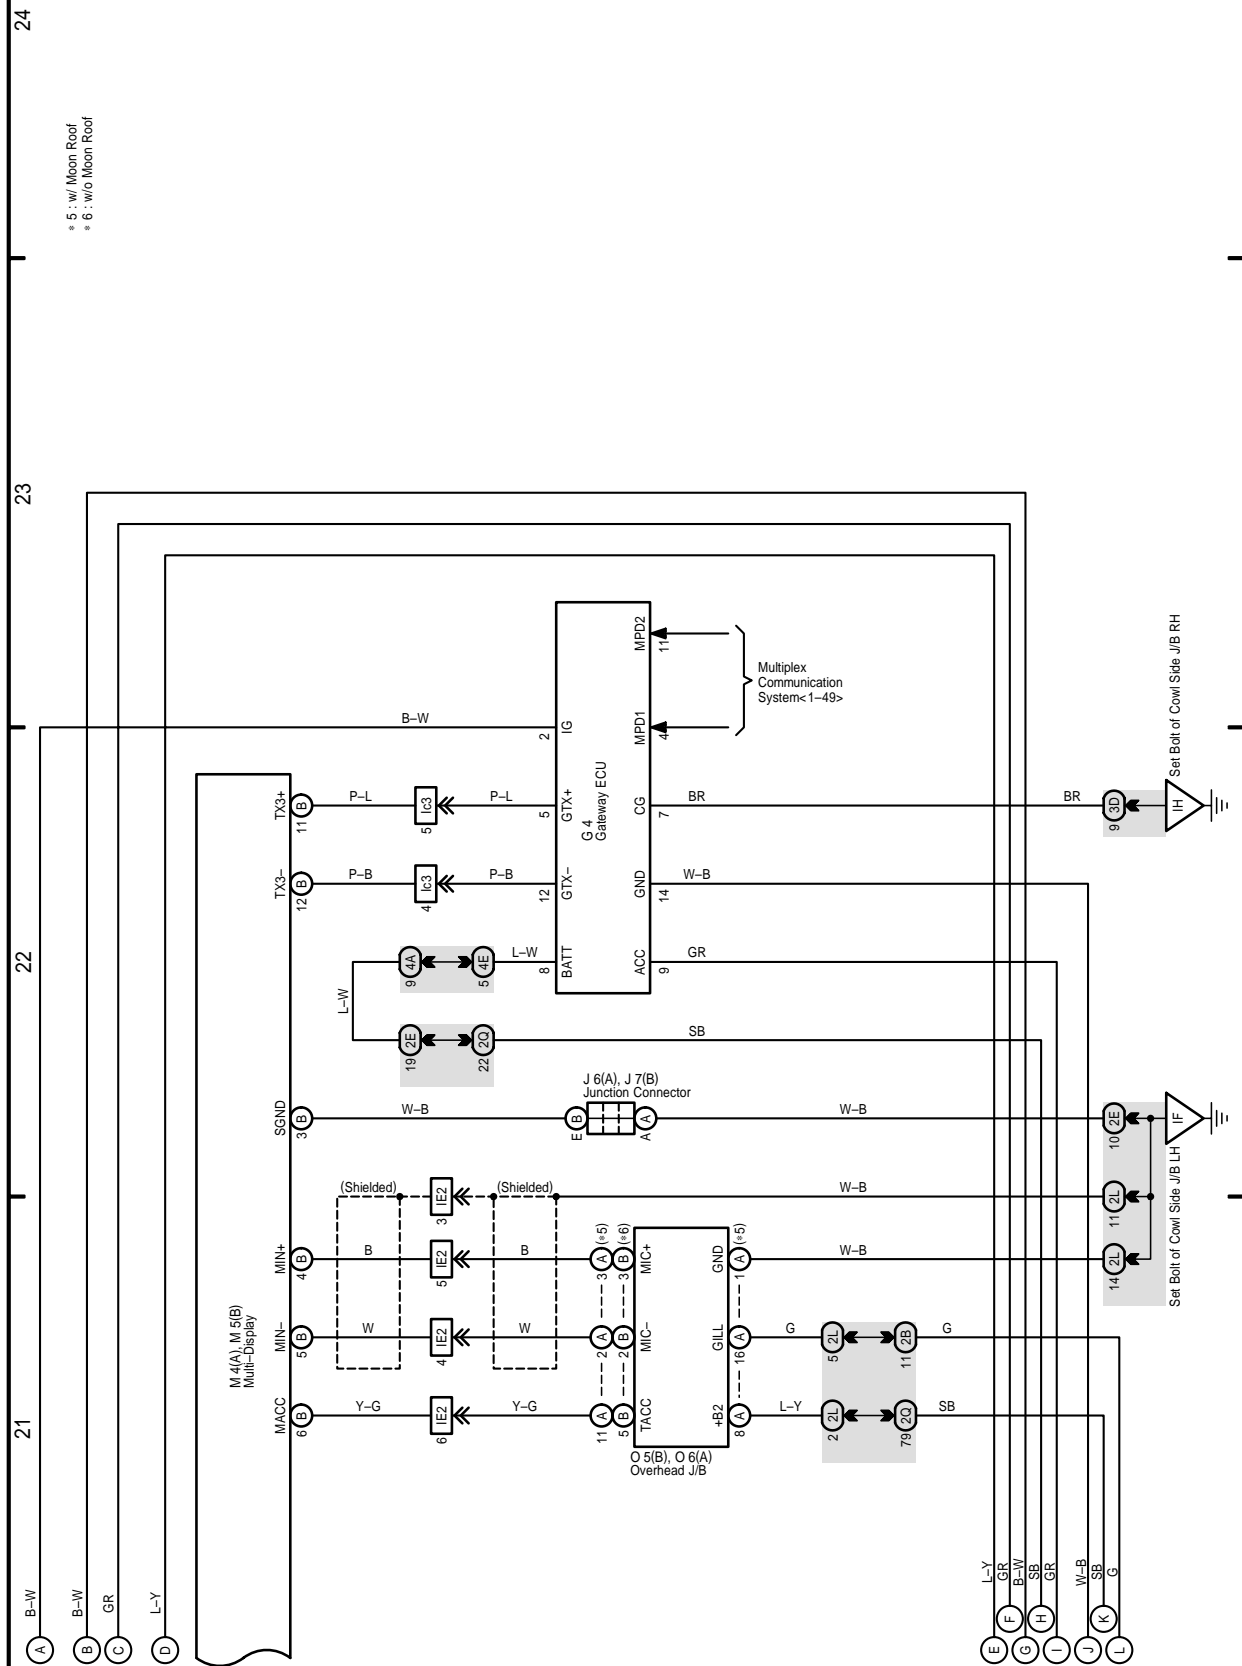 24
23
22
21
* 5 : w/ Moon Roof
* 6 : w/o Moon Roof
A
B–W
B
B–W
C
GR
D
L–Y
M 4(A), M 5(B)
Multi–Display
MACC
6 B
MIN–
5 B
MIN+
4 B
SGND
3 B
TX3–
12 B
TX3+
11 B
Y–G
W
B
(Shielded)
W–B
L–W
P–B
P–L
B–W
6 IE2
4 IE2
5 IE2
3 IE2
19 2E
22 2Q
9 4A
5 4E
4 Ic3
5 Ic3
Y–G
W
B
(Shielded)
L–W
P–B
P–L
J 6(A), J 7(B)
Junction Connector
E B
A A
11 A
2 A
3 A (*5)
5 B
2 B
3 B (*6)
TACC
MIC–
MIC+
+B2
GILL
GND
8 A
16 A
1 A (*5)
O 5(B), O 6(A)
Overhead J/B
8
12
5
2
BATT
GTX–
GTX+
IG
G 4
Gateway ECU
ACC
GND
CG
MPD1
MPD2
9
14
7
4
11
Multiplex
Communication
System<1–49>
L–Y
G
W–B
W–B
W–B
SB
GR
W–B
BR
2 2L
79 2Q
5 2L
11 2B
SB
G
BR
14 2L
11 2L
10 2E
9 3D
IF
Set Bolt of Cowl Side J/B LH
IH
Set Bolt of Cowl Side J/B RH
E
L–Y
F
GR
G
B–W
H
SB
I
GR
J
W–B
K
SB
L
G